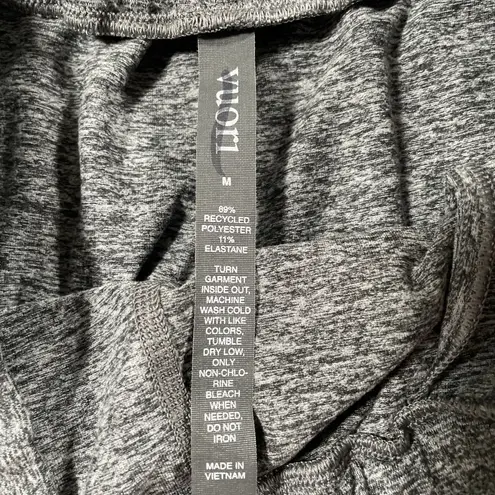 vuori
M
89%
RECYCLED
POLYESTER
11%
ELASTANE
TURN
GARMENT
INSIDE OUT,
MACHINE
WASH COLD
WITH LIKE
COLORS,
TUMBLE
DRY LOW,
ONLY
NON-CHLO-
RINE
BLEACH
WHEN
NEEDED,
DO NOT
IRON
MADE IN
VIETNAM